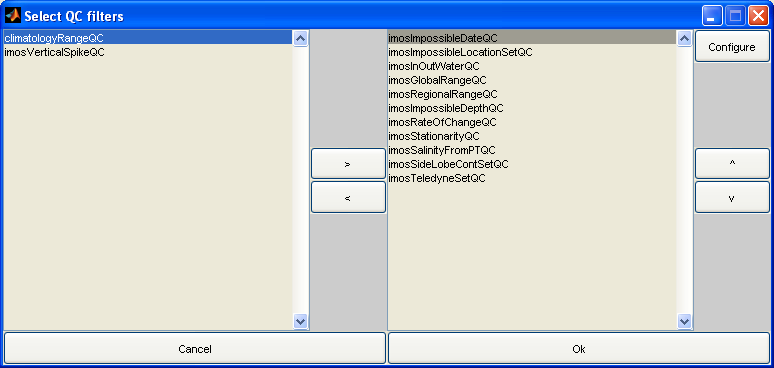 Select QC filters
climatologyRangeQC
imosVerticalSpikeQC
>
<
imosImpossibleDateQC
imosImpossibleLocationSetQC
imosInOutWaterQC
imosGlobalRangeQC
imosRegionalRangeQC
imosImpossibleDepthQC
imosRateOfChangeQC
imosStationarityQC
imosSalinityFromPTQC
imosSideLobeContSetQC
imosTeledyneSetQC
Configure
^
v
Cancel
Ok